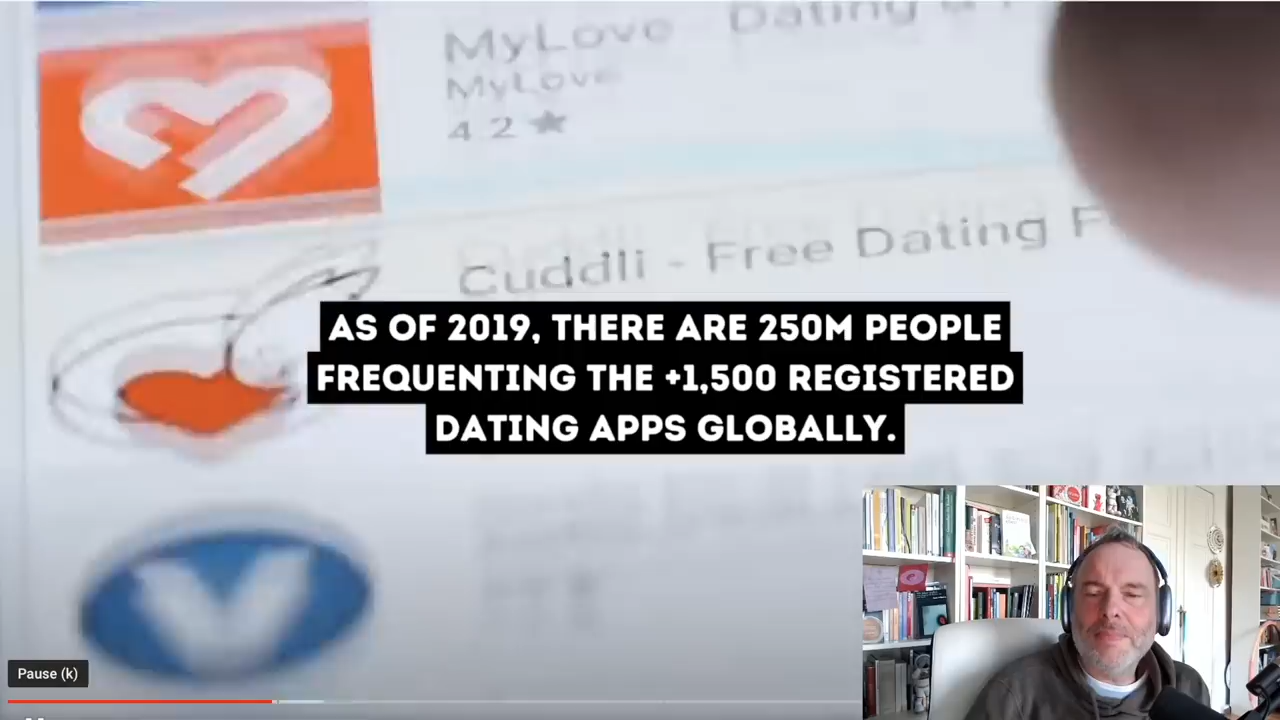 MyLove - Dating
MyLove
4.2 ★
Cuddli - Free Dating
AS OF 2019, THERE ARE 250M PEOPLE
FREQUENTING THE +1,500 REGISTERED
DATING APPS GLOBALLY.
Pause (k)